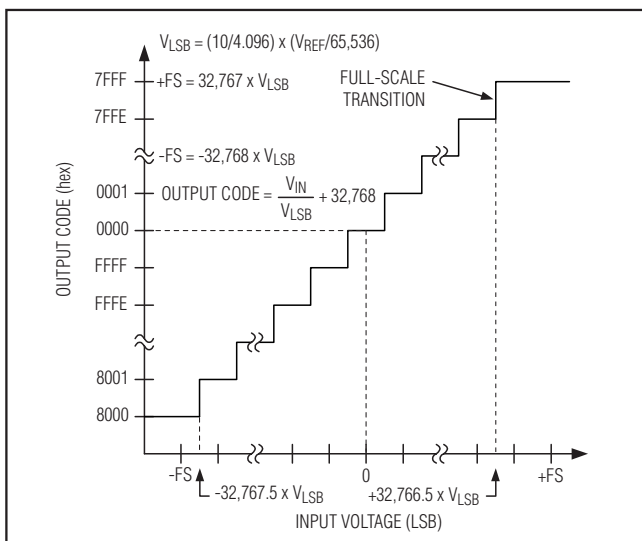 V_LSB = (10/4.096) x (V_REF/65,536)
7FFF
+FS = 32,767 x V_LSB
FULL-SCALE
TRANSITION
7FFE
-FS = -32,768 x V_LSB
0001
OUTPUT CODE = V_IN / V_LSB + 32,768
0000
FFFF
FFFE
8001
8000
OUTPUT CODE (hex)
-FS
0
+FS
-32,767.5 x V_LSB
+32,766.5 x V_LSB
INPUT VOLTAGE (LSB)